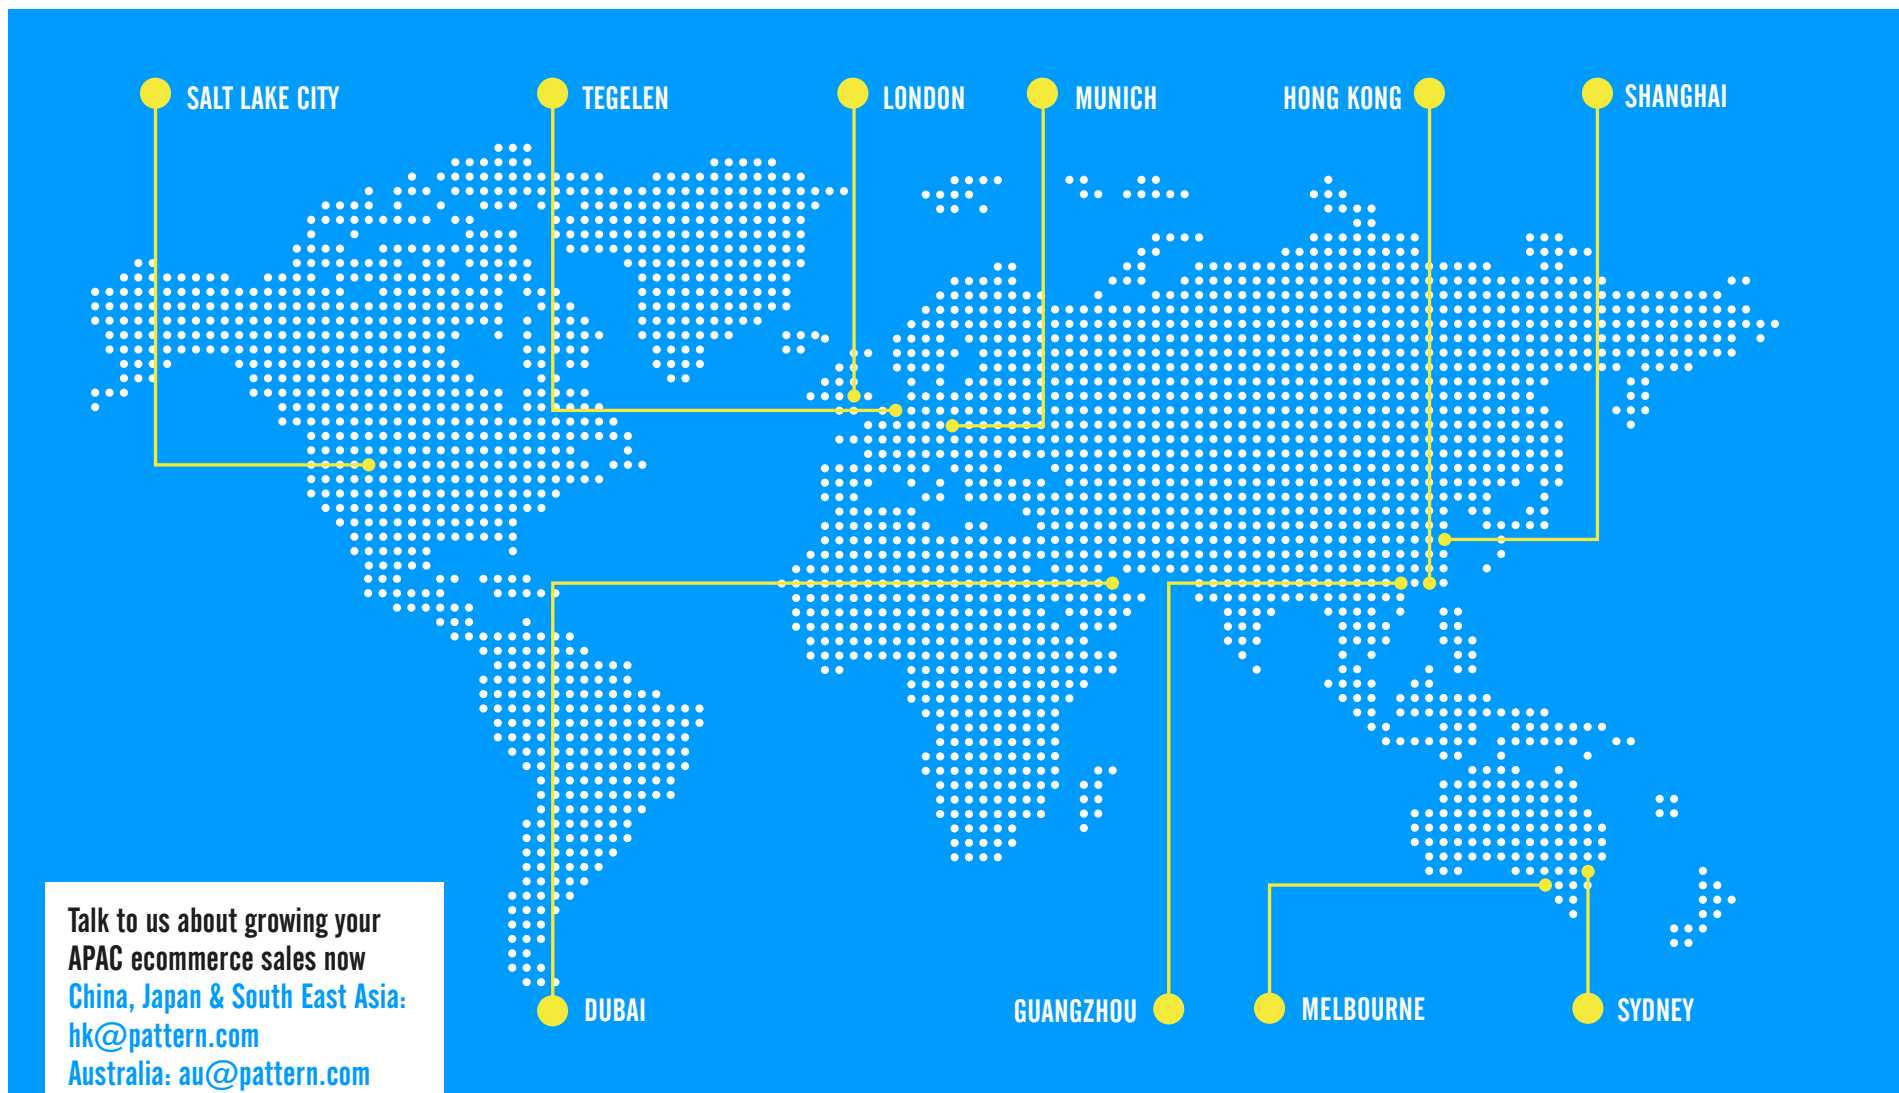 SALT LAKE CITY
TEGELEN
LONDON
MUNICH
HONG KONG
SHANGHAI
DUBAI
GUANGZHOU
MELBOURNE
SYDNEY
Talk to us about growing your
APAC ecommerce sales now
China, Japan & South East Asia:
hk@pattern.com
Australia: au@pattern.com